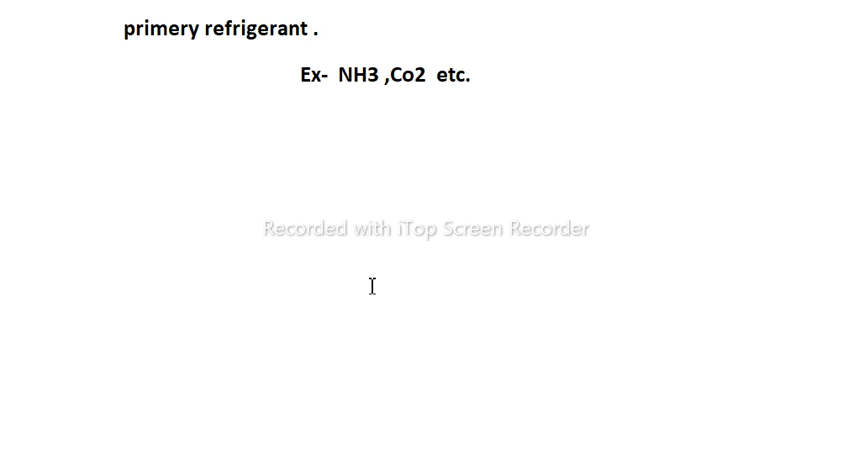 primery refrigerant .
Ex-  NH3 ,Co2  etc.
Recorded with iTop Screen Recorder